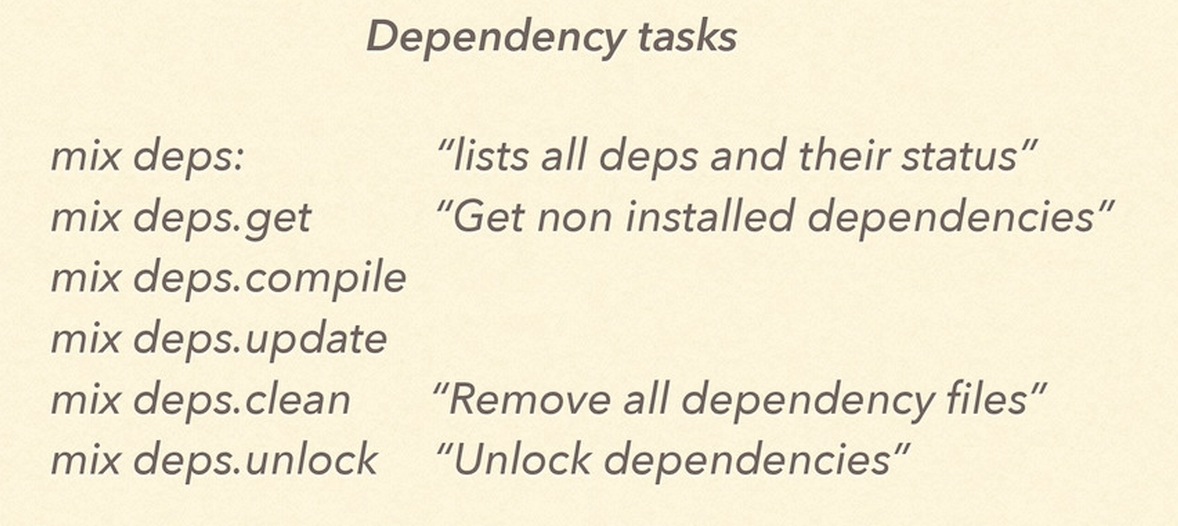 Dependency tasks
mix deps: “lists all deps and their status”
mix deps.get “Get non installed dependencies”
mix deps.compile
mix deps.update
mix deps.clean “Remove all dependency files”
mix deps.unlock “Unlock dependencies”